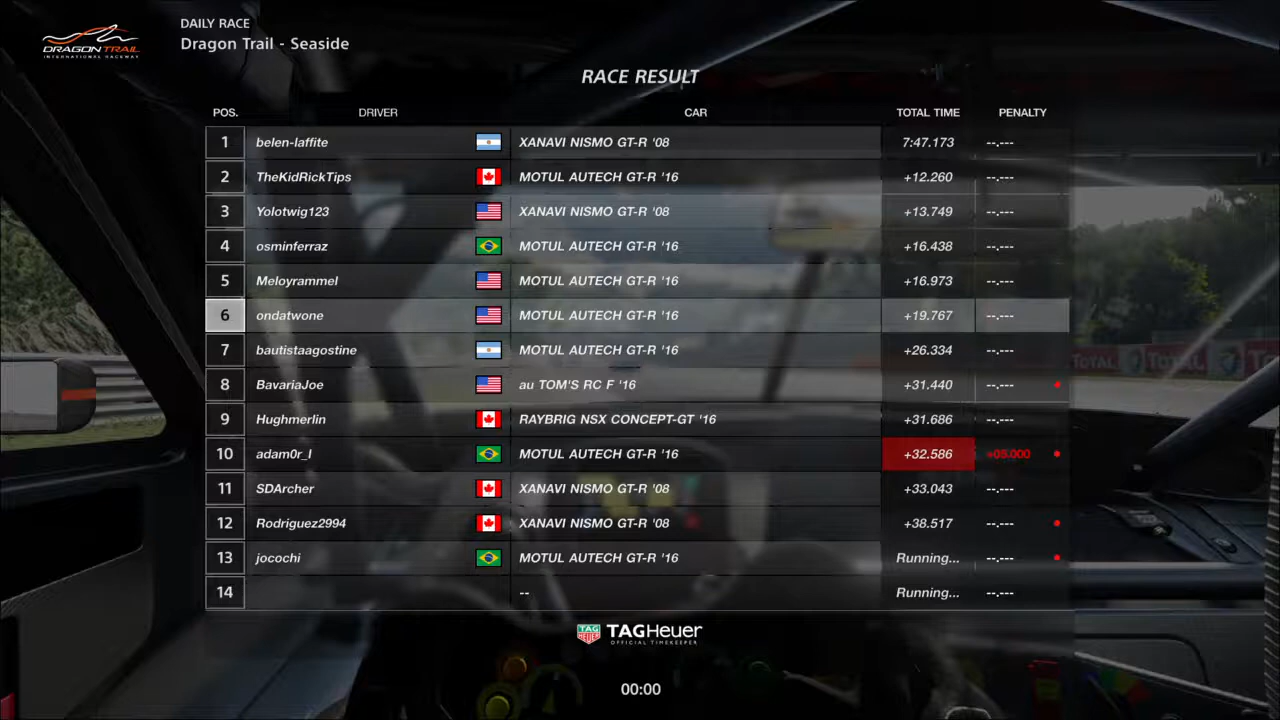 DAILY RACE
Dragon Trail - Seaside
DRAGON TRAIL
INTERNATIONAL RACEWAY
RACE RESULT
POS. DRIVER CAR TOTAL TIME PENALTY
1 belen-laffite XANAVI NISMO GT-R '08 7:47.173 --.---
2 TheKidRickTips MOTUL AUTECH GT-R '16 +12.260 --.---
3 Yolotwig123 XANAVI NISMO GT-R '08 +13.749 --.---
4 osminferraz MOTUL AUTECH GT-R '16 +16.438 --.---
5 Meloyrammel MOTUL AUTECH GT-R '16 +16.973 --.---
6 ondatwone MOTUL AUTECH GT-R '16 +19.767 --.---
7 bautistaagostine MOTUL AUTECH GT-R '16 +26.334 --.---
8 BavariaJoe au TOM'S RC F '16 +31.440 --.---
9 Hughmerlin RAYBRIG NSX CONCEPT-GT '16 +31.686 --.---
10 adam0r_I MOTUL AUTECH GT-R '16 +32.586 +05.000
11 SDArcher XANAVI NISMO GT-R '08 +33.043 --.---
12 Rodriguez2994 XANAVI NISMO GT-R '08 +38.517 --.---
13 jocochi MOTUL AUTECH GT-R '16 Running... --.---
14 -- Running... --.---
TOTAL TOTAL
TAG HEUER TAGHeuer
OFFICIAL TIMEKEEPER
00:00